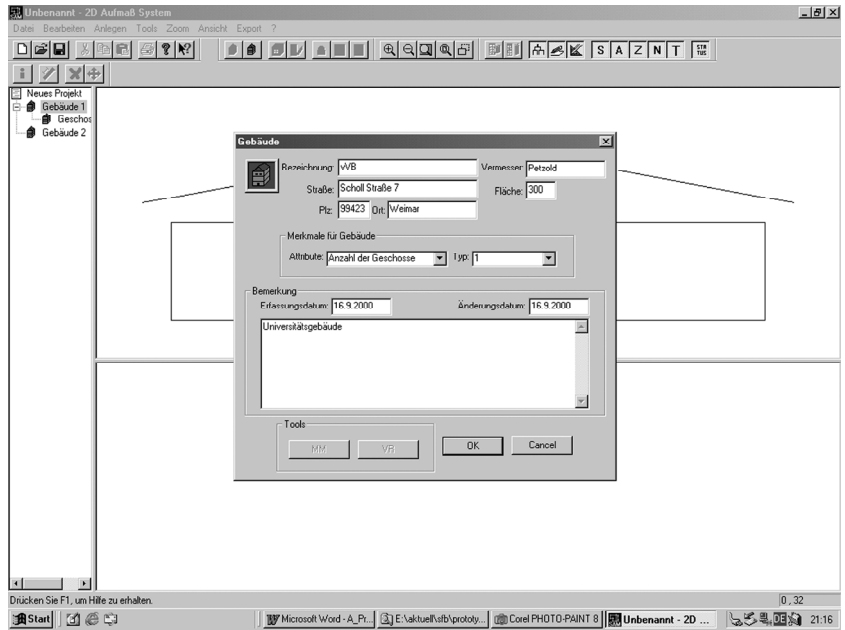 Unbenannt - 2D Aufmaß System
Datei Bearbeiten Anlegen Tools Zoom Ansicht Export ?
S A Z N T
Neues Projekt
Gebäude 1
Geschos
Gebäude 2
Gebäude
Bezeichnung: VVB Vermesser: Petzold
Straße: Scholl Straße 7 Fläche: 300
Plz: 99423 Ort: Weimar
Merkmale für Gebäude
Attribute: Anzahl der Geschosse Typ: 1
Bemerkung
Erfassungsdatum: 16.9.2000 Änderungsdatum: 16.9.2000
Universitätsgebäude
Tools
MM VR OK Cancel
Drücken Sie F1, um Hilfe zu erhalten. 0 , 32
Start Microsoft Word - A_Pr... E:\aktuell\sfb\prototy... Corel PHOTO-PAINT 8 Unbenannt - 2D ... DE 21:16